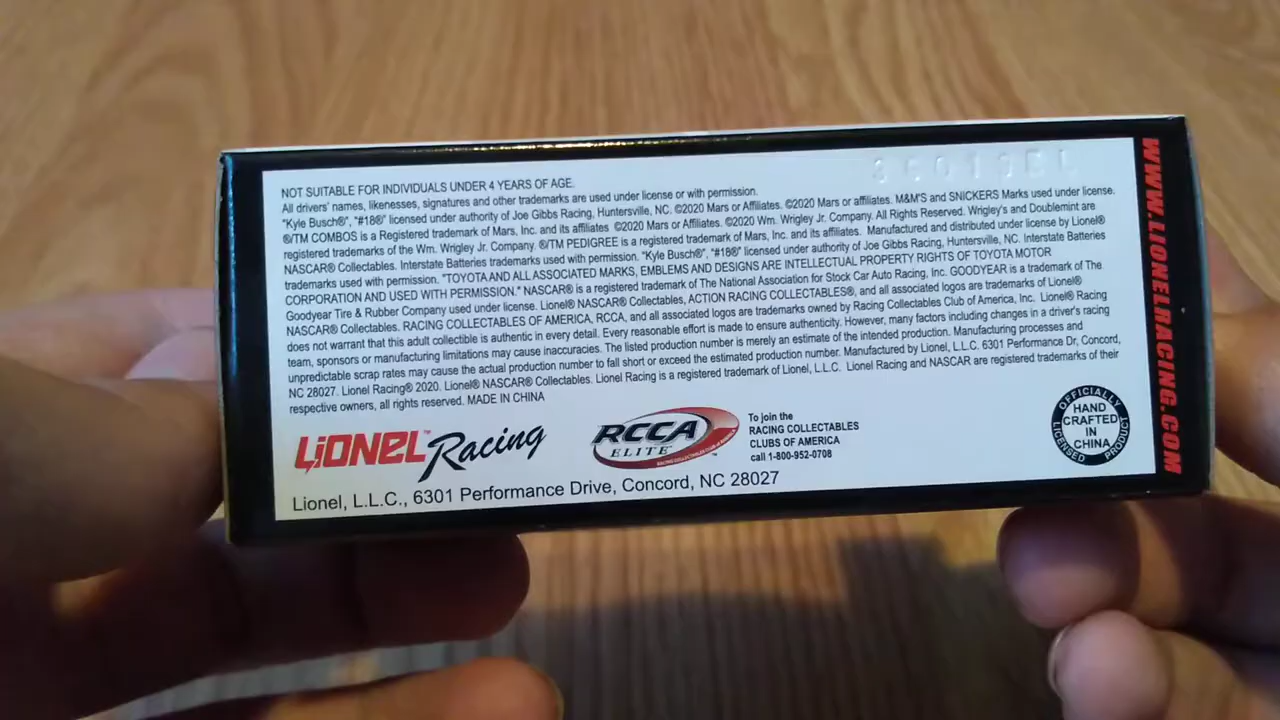 NOT SUITABLE FOR INDIVIDUALS UNDER 4 YEARS OF AGE.
All drivers' names, likenesses, signatures and other trademarks are used under license or with permission.
"Kyle Busch®", "#18®" licensed under authority of Joe Gibbs Racing, Huntersville, NC. ©2020 Mars or Affiliates. ©2020 Mars or affiliates. M&M'S and SNICKERS Marks used under license.
®/TM COMBOS is a Registered trademark of Mars, Inc. and its affiliates ©2020 Mars or Affiliates. ©2020 Wm. Wrigley Jr. Company. All Rights Reserved. Wrigley's and Doublemint are
registered trademarks of the Wm. Wrigley Jr. Company. ®/TM PEDIGREE is a registered trademark of Mars, Inc. and its affiliates. Manufactured and distributed under license by Lionel®
NASCAR® Collectables. Interstate Batteries trademarks used with permission. "Kyle Busch®", "#18®" licensed under authority of Joe Gibbs Racing, Huntersville, NC. Interstate Batteries
trademarks used with permission. "TOYOTA AND ALL ASSOCIATED MARKS, EMBLEMS AND DESIGNS ARE INTELLECTUAL PROPERTY RIGHTS OF TOYOTA MOTOR
CORPORATION AND USED WITH PERMISSION." NASCAR® is a registered trademark of The National Association for Stock Car Auto Racing, Inc. GOODYEAR is a trademark of The
Goodyear Tire & Rubber Company used under license. Lionel® NASCAR® Collectables, ACTION RACING COLLECTABLES®, and all associated logos are trademarks of Lionel®
NASCAR® Collectables. RACING COLLECTABLES OF AMERICA, RCCA, and all associated logos are trademarks owned by Racing Collectables Club of America, Inc. Lionel® Racing
does not warrant that this adult collectible is authentic in every detail. Every reasonable effort is made to ensure authenticity. However, many factors including changes in a driver's racing
team, sponsors or manufacturing limitations may cause inaccuracies. The listed production number is merely an estimate of the intended production. Manufacturing processes and
unpredictable scrap rates may cause the actual production number to fall short or exceed the estimated production number. Manufactured by Lionel, L.L.C. 6301 Performance Dr, Concord,
NC 28027. Lionel Racing® 2020. Lionel® NASCAR® Collectables. Lionel Racing is a registered trademark of Lionel, L.L.C. Lionel Racing and NASCAR are registered trademarks of their
respective owners, all rights reserved. MADE IN CHINA
LIONEL™ Racing
RCCA
ELITE
RACING COLLECTABLES CLUB OF AMERICA
To join the
RACING COLLECTABLES
CLUBS OF AMERICA
call 1-800-952-0708
OFFICIALLY
HAND
CRAFTED
IN
CHINA
LICENSED PRODUCT
Lionel, L.L.C., 6301 Performance Drive, Concord, NC 28027
WWW.LIONELRACING.COM